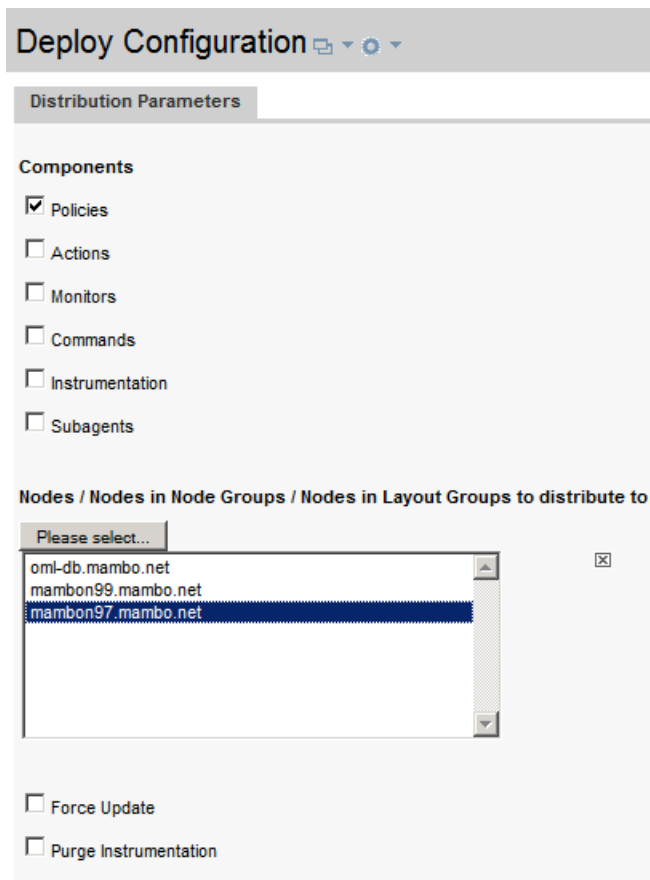 Deploy Configuration
Distribution Parameters
Components
Policies
Actions
Monitors
Commands
Instrumentation
Subagents
Nodes / Nodes in Node Groups / Nodes in Layout Groups to distribute to
Please select...
oml-db.mambo.net
mambon99.mambo.net
mambon97.mambo.net
Force Update
Purge Instrumentation